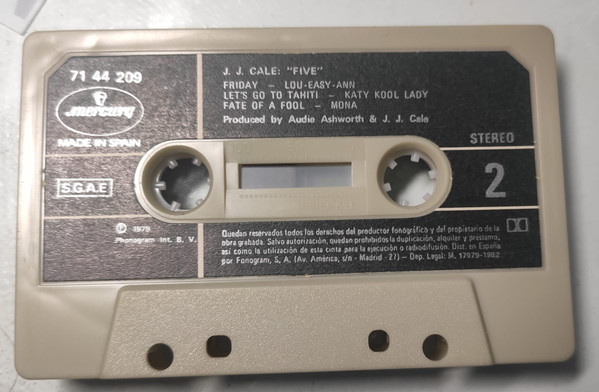 71 44 209
mercury
MADE IN SPAIN
S.G.A.E
℗ 1979
Phonogram Int. B. V.
J. J. CALE: "FIVE"
FRIDAY – LOU-EASY-ANN
LET'S GO TO TAHITI – KATY KOOL LADY
FATE OF A FOOL – MONA
Produced by Audie Ashworth & J. J. Cale
STEREO
2
Quedan reservados todos los derechos del productor fonográfico y del propietario de la
obra grabada. Salvo autorización, quedan prohibidos la duplicación, alquiler y préstamo,
así como la utilización de esta cinta para la ejecución o radiodifusión. Dist. en España
por Fonogram, S. A. (Av. América, s/n - Madrid - 27) – Dep. Legal: M. 17979-1982